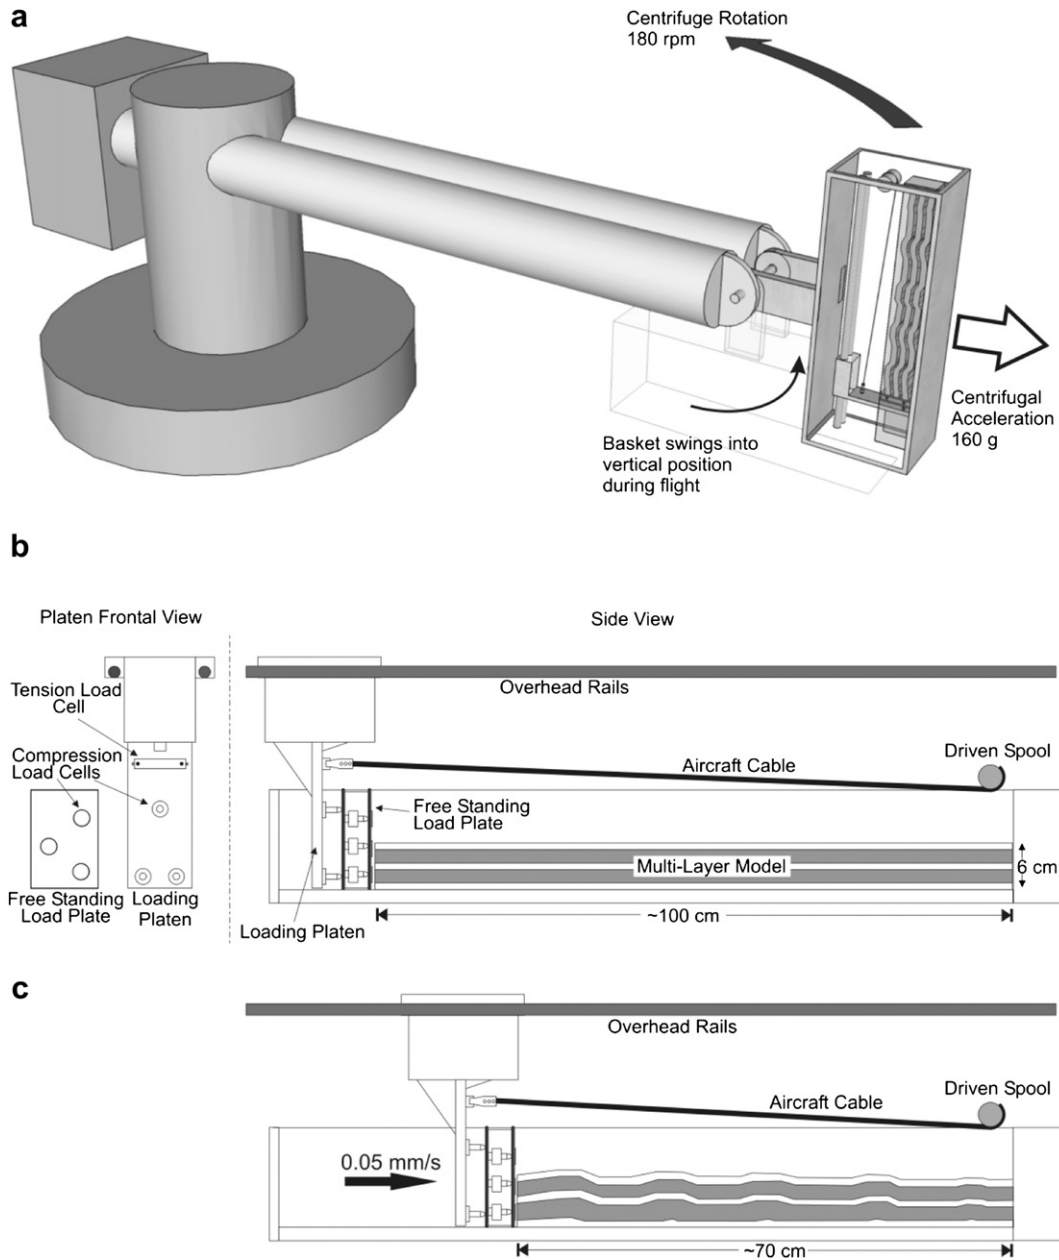 a
Centrifuge Rotation
180 rpm
Centrifugal
Acceleration
160 g
Basket swings into
vertical position
during flight
b
Platen Frontal View
Side View
Tension Load
Cell
Compression
Load Cells
Free Standing
Load Plate
Loading
Platen
Overhead Rails
Aircraft Cable
Driven Spool
Free Standing
Load Plate
Multi-Layer Model
6 cm
~100 cm
Loading Platen
c
Overhead Rails
Aircraft Cable
Driven Spool
0.05 mm/s
~70 cm